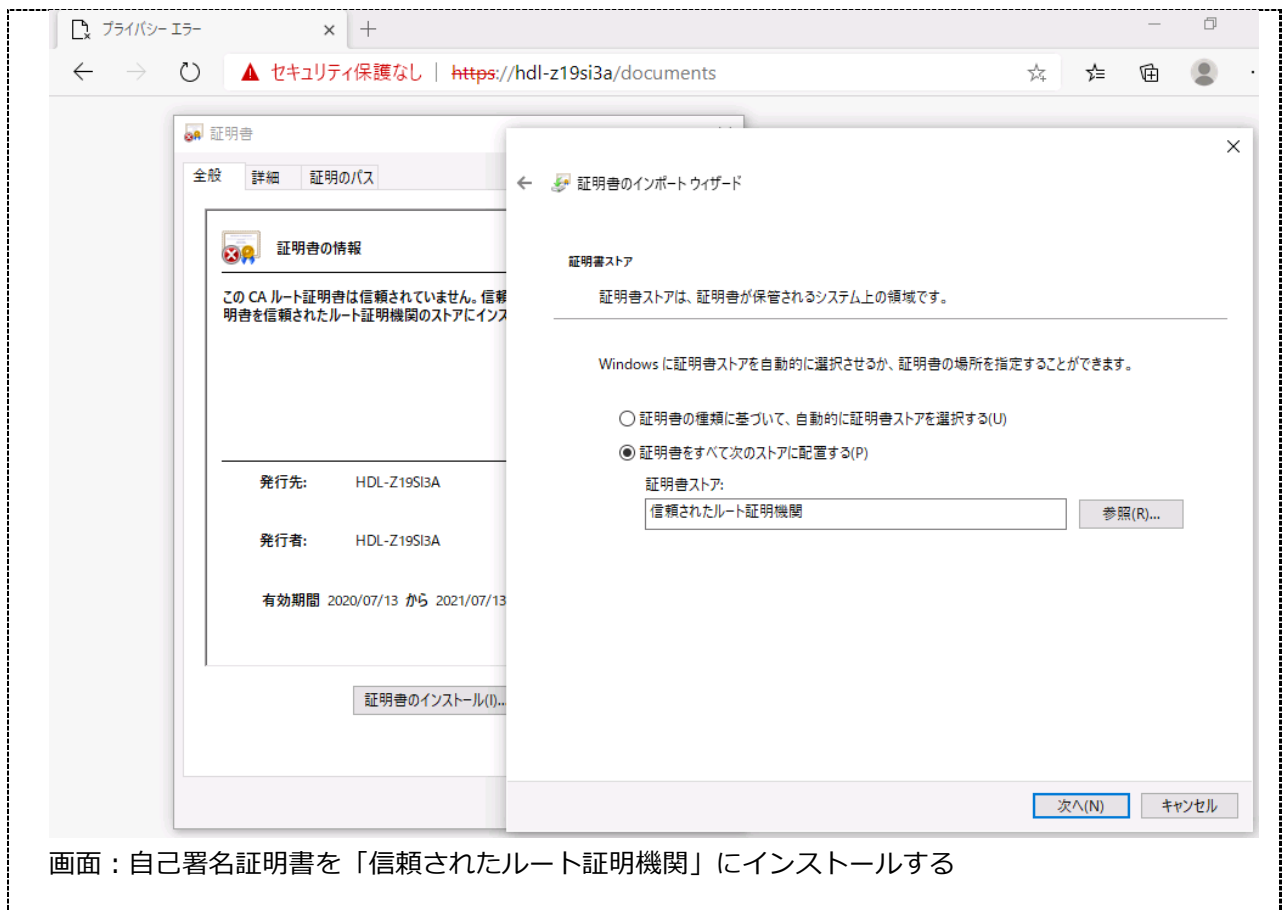 プライバシー エラー
セキュリティ保護なし | https://hdl-z19si3a/documents
証明書
全般 詳細 証明のパス
証明書の情報
この CA ルート証明書は信頼されていません。信頼
明書を信頼されたルート証明機関のストアにインス
発行先: HDL-Z19SI3A
発行者: HDL-Z19SI3A
有効期間 2020/07/13 から 2021/07/13
証明書のインストール(I)...
証明書のインポート ウィザード
証明書ストア
証明書ストアは、証明書が保管されるシステム上の領域です。
Windows に証明書ストアを自動的に選択させるか、証明書の場所を指定することができます。
証明書の種類に基づいて、自動的に証明書ストアを選択する(U)
証明書をすべて次のストアに配置する(P)
証明書ストア:
信頼されたルート証明機関
参照(R)...
次へ(N) キャンセル
画面：自己署名証明書を「信頼されたルート証明機関」にインストールする